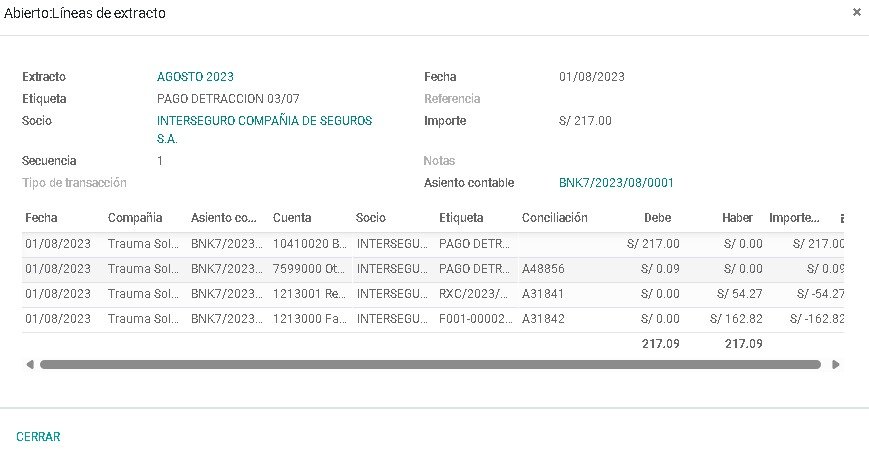 Abierto:Líneas de extracto ×
Extracto AGOSTO 2023 Fecha 01/08/2023
Etiqueta PAGO DETRACCION 03/07 Referencia
Socio INTERSEGURO COMPAÑIA DE SEGUROS Importe S/ 217.00
S.A.
Secuencia 1 Notas
Tipo de transacción Asiento contable BNK7/2023/08/0001
Fecha Compañia Asiento co... Cuenta Socio Etiqueta Conciliación Debe Haber Importe...
01/08/2023 Trauma Sol... BNK7/2023... 10410020 B... INTERSEGU... PAGO DETR... S/ 217.00 S/ 0.00 S/ 217.00
01/08/2023 Trauma Sol... BNK7/2023... 7599000 Ot... INTERSEGU... PAGO DETR... A48856 S/ 0.09 S/ 0.00 S/ 0.09
01/08/2023 Trauma Sol... BNK7/2023... 1213001 Re... INTERSEGU... RXC/2023/... A31841 S/ 0.00 S/ 54.27 S/ -54.27
01/08/2023 Trauma Sol... BNK7/2023... 1213000 Fa... INTERSEGU... F001-00002... A31842 S/ 0.00 S/ 162.82 S/ -162.82
217.09 217.09
CERRAR